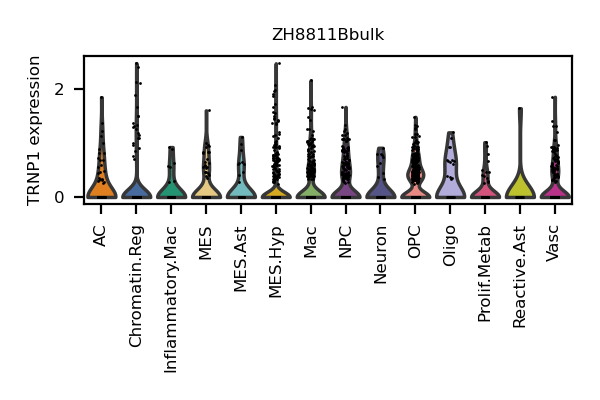 ZH8811Bbulk
TRNP1 expression
2
0
AC
Chromatin.Reg
Inflammatory.Mac
MES
MES.Ast
MES.Hyp
Mac
NPC
Neuron
OPC
Oligo
Prolif.Metab
Reactive.Ast
Vasc